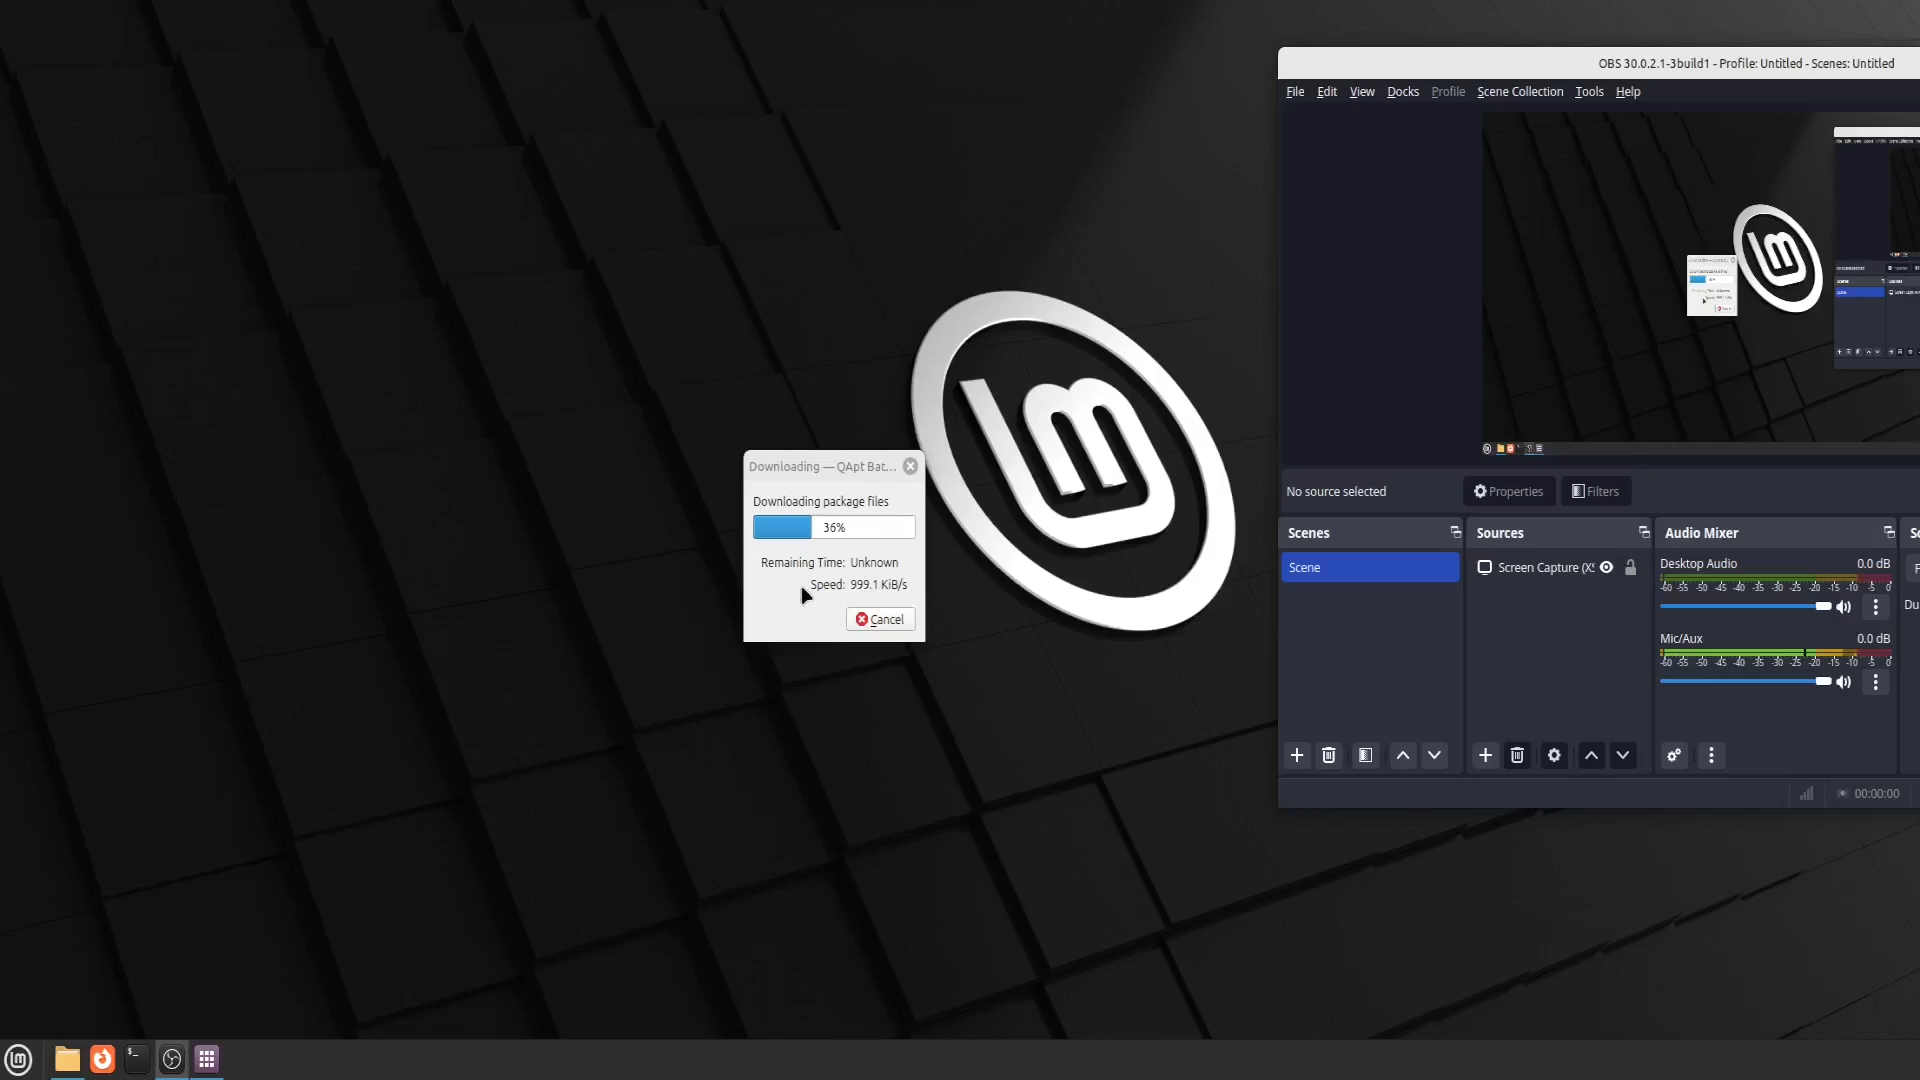 OBS 30.0.2.1-3build1 - Profile: Untitled - Scenes: Untitled
File Edit View Docks Profile Scene Collection Tools Help
Downloading — QApt Bat...
Downloading package files
36%
Remaining Time: Unknown
Speed: 999.1 KiB/s
Cancel
No source selected
Properties
Filters
Scenes
Scene
Sources
Screen Capture (XS
Audio Mixer
Desktop Audio 0.0 dB
-60 -55 -50 -45 -40 -35 -30 -25 -20 -15 -10 -5 0
Mic/Aux 0.0 dB
-60 -55 -50 -45 -40 -35 -30 -25 -20 -15 -10 -5 0
Sc
F
Du
00:00:00